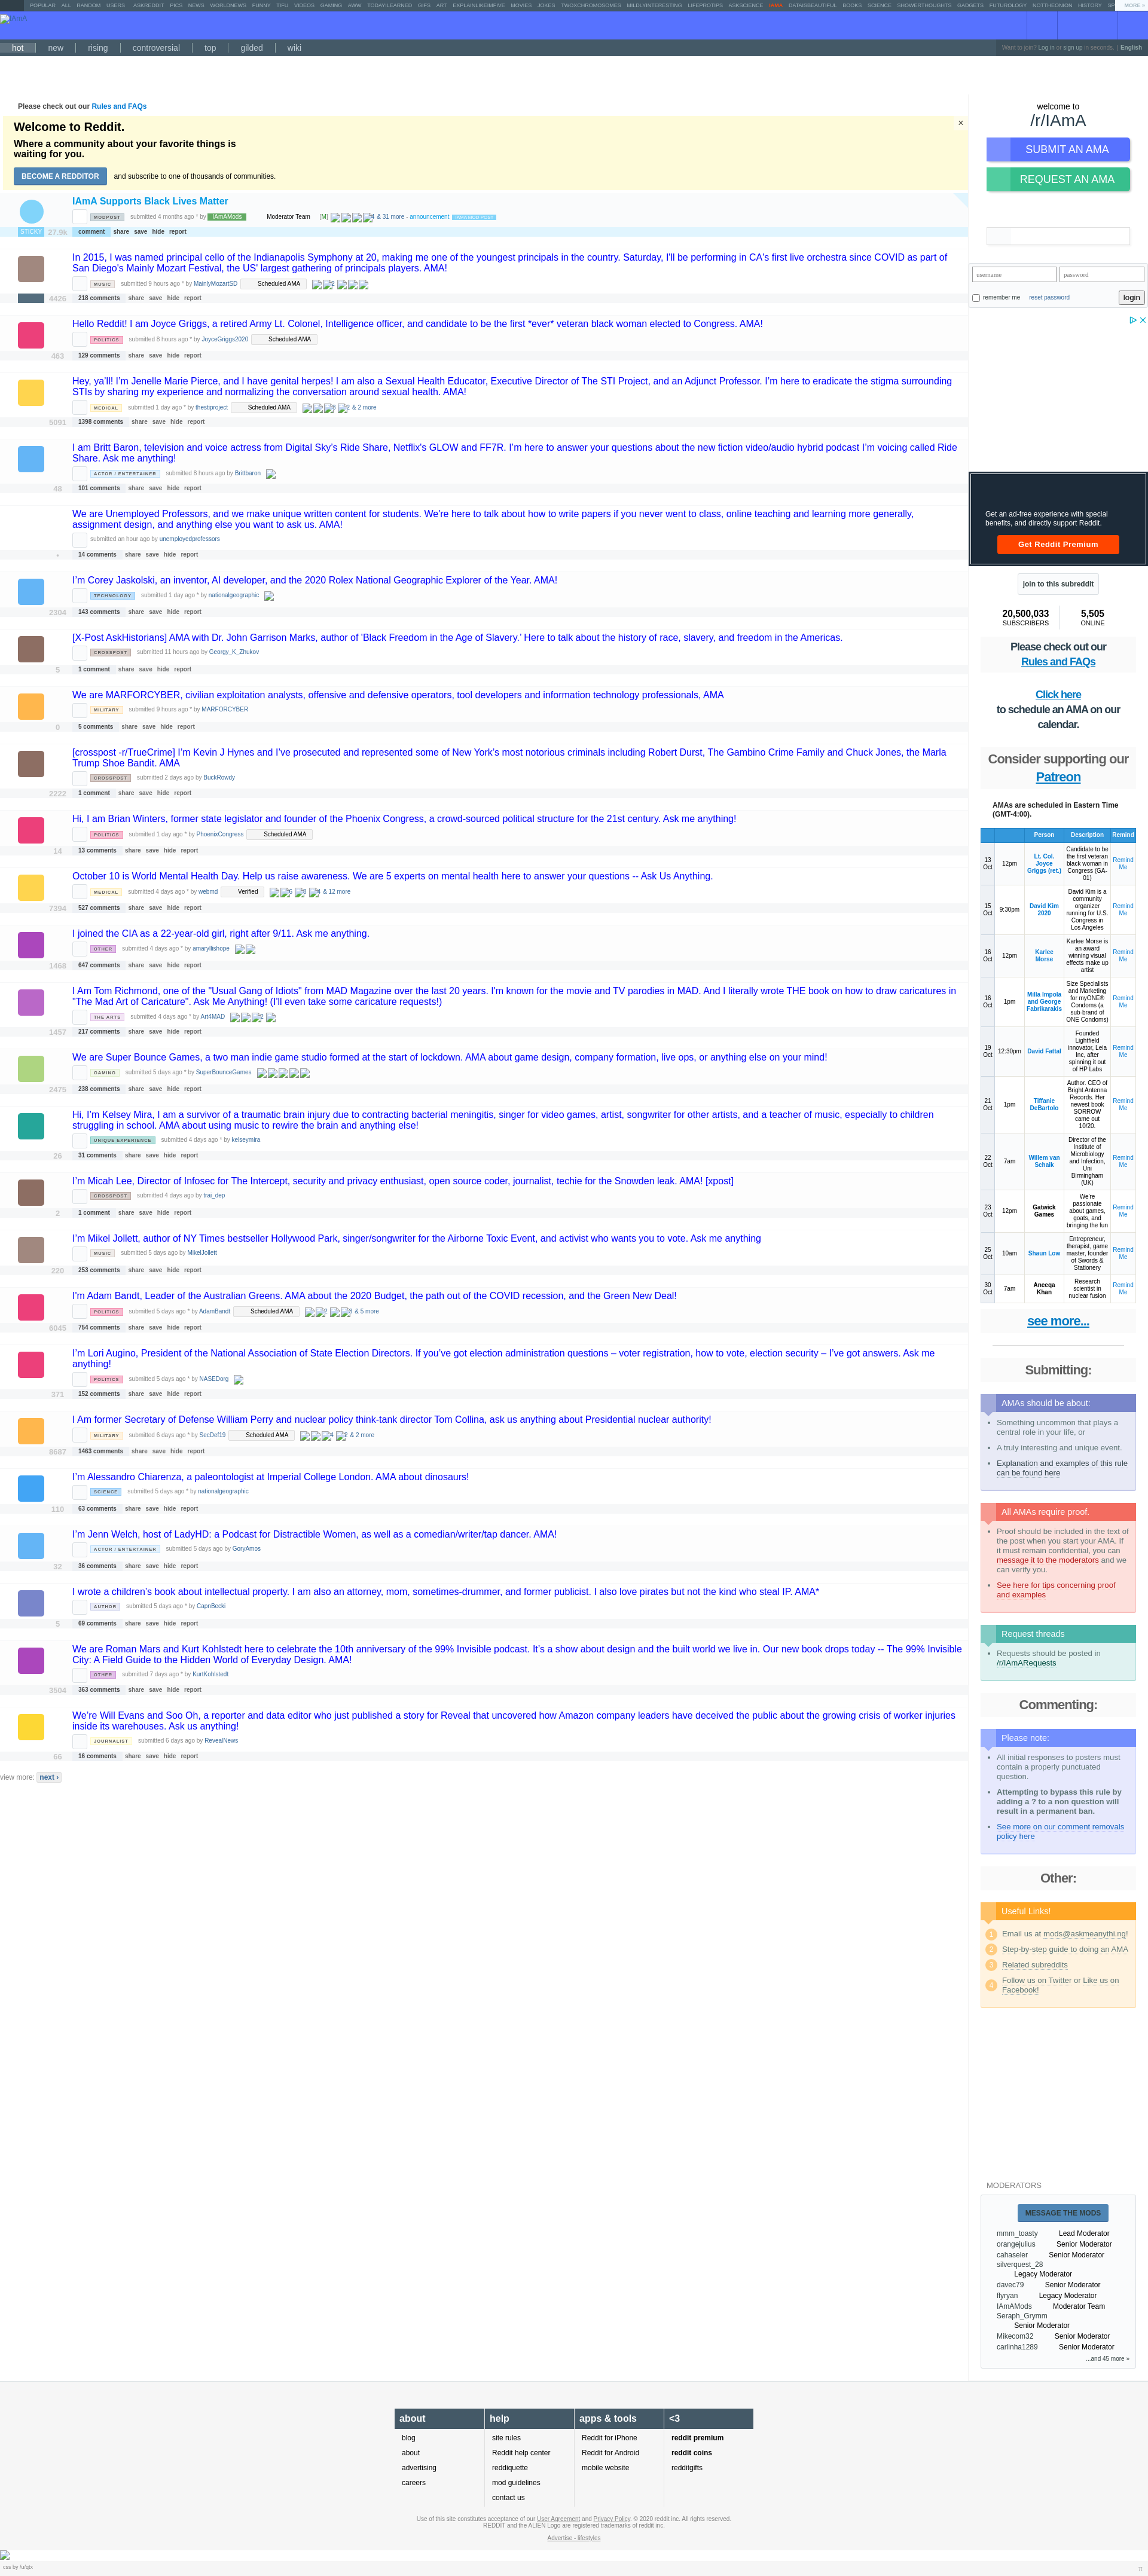 POPULAR ALL RANDOM USERS ASKREDDIT PICS NEWS WORLDNEWS FUNNY TIFU VIDEOS GAMING AWW TODAYILEARNED GIFS ART EXPLAINLIKEIMFIVE MOVIES JOKES TWOXCHROMOSOMES MILDLYINTERESTING LIFEPROTIPS ASKSCIENCE IAMA DATAISBEAUTIFUL BOOKS SCIENCE SHOWERTHOUGHTS GADGETS FUTUROLOGY NOTTHEONION HISTORY SP MORE »
hot new rising controversial top gilded wiki
Want to join? Log in or sign up in seconds. | English
Please check out our Rules and FAQs
Welcome to Reddit.
Where a community about your favorite things is
waiting for you.
BECOME A REDDITOR and subscribe to one of thousands of communities.
×
IAmA Supports Black Lives Matter
MODPOST submitted 4 months ago * by IAmAMods Moderator Team [M] 4 & 31 more - announcement
STICKY 27.9k comment share save hide report
In 2015, I was named principal cello of the Indianapolis Symphony at 20, making me one of the youngest principals in the country. Saturday, I'll be performing in CA's first live orchestra since COVID as part of
San Diego's Mainly Mozart Festival, the US' largest gathering of principals players. AMA!
MUSIC submitted 9 hours ago * by MainlyMozartSD Scheduled AMA 2
4426 218 comments share save hide report
Hello Reddit! I am Joyce Griggs, a retired Army Lt. Colonel, Intelligence officer, and candidate to be the first *ever* veteran black woman elected to Congress. AMA!
POLITICS submitted 8 hours ago * by JoyceGriggs2020 Scheduled AMA
463 129 comments share save hide report
Hey, ya'll! I'm Jenelle Marie Pierce, and I have genital herpes! I am also a Sexual Health Educator, Executive Director of The STI Project, and an Adjunct Professor. I'm here to eradicate the stigma surrounding
STIs by sharing my experience and normalizing the conversation around sexual health. AMA!
MEDICAL submitted 1 day ago * by thestiproject Scheduled AMA 3 2 & 2 more
5091 1398 comments share save hide report
I am Britt Baron, television and voice actress from Digital Sky's Ride Share, Netflix's GLOW and FF7R. I'm here to answer your questions about the new fiction video/audio hybrid podcast I'm voicing called Ride
Share. Ask me anything!
ACTOR / ENTERTAINER submitted 8 hours ago by Brittbaron
48 101 comments share save hide report
We are Unemployed Professors, and we make unique written content for students. We're here to talk about how to write papers if you never went to class, online teaching and learning more generally,
assignment design, and anything else you want to ask us. AMA!
submitted an hour ago by unemployedprofessors
• 14 comments share save hide report
I'm Corey Jaskolski, an inventor, AI developer, and the 2020 Rolex National Geographic Explorer of the Year. AMA!
TECHNOLOGY submitted 1 day ago * by nationalgeographic
2304 143 comments share save hide report
[X-Post AskHistorians] AMA with Dr. John Garrison Marks, author of 'Black Freedom in the Age of Slavery.' Here to talk about the history of race, slavery, and freedom in the Americas.
CROSSPOST submitted 11 hours ago by Georgy_K_Zhukov
5 1 comment share save hide report
We are MARFORCYBER, civilian exploitation analysts, offensive and defensive operators, tool developers and information technology professionals, AMA
MILITARY submitted 9 hours ago * by MARFORCYBER
0 5 comments share save hide report
[crosspost -r/TrueCrime] I'm Kevin J Hynes and I've prosecuted and represented some of New York's most notorious criminals including Robert Durst, The Gambino Crime Family and Chuck Jones, the Marla
Trump Shoe Bandit. AMA
CROSSPOST submitted 2 days ago by BuckRowdy
2222 1 comment share save hide report
Hi, I am Brian Winters, former state legislator and founder of the Phoenix Congress, a crowd-sourced political structure for the 21st century. Ask me anything!
POLITICS submitted 1 day ago * by PhoenixCongress Scheduled AMA
14 13 comments share save hide report
October 10 is World Mental Health Day. Help us raise awareness. We are 5 experts on mental health here to answer your questions -- Ask Us Anything.
MEDICAL submitted 4 days ago * by webmd Verified 6 8 4 & 12 more
7394 527 comments share save hide report
I joined the CIA as a 22-year-old girl, right after 9/11. Ask me anything.
OTHER submitted 4 days ago * by amaryllishope
1466 647 comments share save hide report
I Am Tom Richmond, one of the "Usual Gang of Idiots" from MAD Magazine over the last 20 years. I'm known for the movie and TV parodies in MAD. And I literally wrote THE book on how to draw caricatures in
"The Mad Art of Caricature". Ask Me Anything! (I'll even take some caricature requests!)
THE ARTS submitted 4 days ago * by Art4MAD 2
1457 217 comments share save hide report
We are Super Bounce Games, a two man indie game studio formed at the start of lockdown. AMA about game design, company formation, live ops, or anything else on your mind!
GAMING submitted 5 days ago * by SuperBounceGames
2475 238 comments share save hide report
Hi, I'm Kelsey Mira, I am a survivor of a traumatic brain injury due to contracting bacterial meningitis, singer for video games, artist, songwriter for other artists, and a teacher of music, especially to children
struggling in school. AMA about using music to rewire the brain and anything else!
UNIQUE EXPERIENCE submitted 4 days ago * by kelseymira
26 31 comments share save hide report
I'm Micah Lee, Director of Infosec for The Intercept, security and privacy enthusiast, open source coder, journalist, techie for the Snowden leak. AMA! [xpost]
CROSSPOST submitted 4 days ago by trai_dep
2 1 comment share save hide report
I'm Mikel Jollett, author of NY Times bestseller Hollywood Park, singer/songwriter for the Airborne Toxic Event, and activist who wants you to vote. Ask me anything
MUSIC submitted 5 days ago * by MikelJollett
220 253 comments share save hide report
I'm Adam Bandt, Leader of the Australian Greens. AMA about the 2020 Budget, the path out of the COVID recession, and the Green New Deal!
POLITICS submitted 5 days ago * by AdamBandt Scheduled AMA 2 3 & 5 more
6045 754 comments share save hide report
I'm Lori Augino, President of the National Association of State Election Directors. If you've got election administration questions – voter registration, how to vote, election security – I've got answers. Ask me
anything!
POLITICS submitted 5 days ago * by NASEDorg
371 152 comments share save hide report
I Am former Secretary of Defense William Perry and nuclear policy think-tank director Tom Collina, ask us anything about Presidential nuclear authority!
MILITARY submitted 6 days ago * by SecDef19 Scheduled AMA 4 2 & 2 more
8687 1463 comments share save hide report
I'm Alessandro Chiarenza, a paleontologist at Imperial College London. AMA about dinosaurs!
SCIENCE submitted 5 days ago * by nationalgeographic
110 63 comments share save hide report
I'm Jenn Welch, host of LadyHD: a Podcast for Distractible Women, as well as a comedian/writer/tap dancer. AMA!
ACTOR / ENTERTAINER submitted 5 days ago by GoryAmos
32 36 comments share save hide report
I wrote a children's book about intellectual property. I am also an attorney, mom, sometimes-drummer, and former publicist. I also love pirates but not the kind who steal IP. AMA*
AUTHOR submitted 5 days ago * by CapnBecki
5 69 comments share save hide report
We are Roman Mars and Kurt Kohlstedt here to celebrate the 10th anniversary of the 99% Invisible podcast. It's a show about design and the built world we live in. Our new book drops today -- The 99% Invisible
City: A Field Guide to the Hidden World of Everyday Design. AMA!
OTHER submitted 7 days ago * by KurtKohlstedt
3504 363 comments share save hide report
We're Will Evans and Soo Oh, a reporter and data editor who just published a story for Reveal that uncovered how Amazon company leaders have deceived the public about the growing crisis of worker injuries
inside its warehouses. Ask us anything!
JOURNALIST submitted 6 days ago by RevealNews
66 16 comments share save hide report
view more: next ›
welcome to
/r/IAmA
SUBMIT AN AMA
REQUEST AN AMA
username password
remember me reset password login
Get an ad-free experience with special
benefits, and directly support Reddit.
Get Reddit Premium
join to this subreddit
20,500,033 5,505
SUBSCRIBERS ONLINE
Please check out our
Rules and FAQs
Click here
to schedule an AMA on our
calendar.
Consider supporting our
Patreon
AMAs are scheduled in Eastern Time
(GMT-4:00).
Person Description Remind
13 Oct 12pm Lt. Col. Joyce Griggs (ret.) Candidate to be the first veteran black woman in Congress (GA-01) Remind Me
15 Oct 9:30pm David Kim 2020 David Kim is a community organizer running for U.S. Congress in Los Angeles Remind Me
16 Oct 12pm Karlee Morse Karlee Morse is an award winning visual effects make up artist Remind Me
16 Oct 1pm Milla Impola and George Fabrikarakis Size Specialists and Marketing for myONE® Condoms (a sub-brand of ONE Condoms) Remind Me
19 Oct 12:30pm David Fattal Founded Lightfield innovator, Leia Inc, after spinning it out of HP Labs Remind Me
21 Oct 1pm Tiffanie DeBartolo Author, CEO of Bright Antenna Records. Her newest book SORROW came out 10/20. Remind Me
22 Oct 7am Willem van Schaik Director of the Institute of Microbiology and Infection, Uni Birmingham (UK) Remind Me
23 Oct 12pm Gatwick Games We're passionate about games, goats, and bringing the fun Remind Me
25 Oct 10am Shaun Low Entrepreneur, therapist, game master, founder of Swords & Stationery Remind Me
30 Oct 7am Aneeqa Khan Research scientist in nuclear fusion Remind Me
see more...
Submitting:
AMAs should be about:
Something uncommon that plays a
central role in your life, or
A truly interesting and unique event.
Explanation and examples of this rule
can be found here
All AMAs require proof.
Proof should be included in the text of
the post when you start your AMA. If
it must remain confidential, you can
message it to the moderators and we
can verify you.
See here for tips concerning proof
and examples
Request threads
Requests should be posted in
/r/IAmARequests
Commenting:
Please note:
All initial responses to posters must
contain a properly punctuated
question.
Attempting to bypass this rule by
adding a ? to a non question will
result in a permanent ban.
See more on our comment removals
policy here
Other:
Useful Links!
1 Email us at mods@askmeanythi.ng!
2 Step-by-step guide to doing an AMA
3 Related subreddits
4 Follow us on Twitter or Like us on
Facebook!
MODERATORS
MESSAGE THE MODS
mmm_toasty Lead Moderator
orangejulius Senior Moderator
cahaseler Senior Moderator
silverquest_28
Legacy Moderator
davec79 Senior Moderator
flyryan Legacy Moderator
IAmAMods Moderator Team
Seraph_Grymm
Senior Moderator
Mikecom32 Senior Moderator
carlinha1289 Senior Moderator
...and 45 more »
about help apps & tools <3
blog site rules Reddit for iPhone reddit premium
about Reddit help center Reddit for Android reddit coins
advertising reddiquette mobile website redditgifts
careers mod guidelines
contact us
Use of this site constitutes acceptance of our User Agreement and Privacy Policy. © 2020 reddit inc. All rights reserved.
REDDIT and the ALIEN Logo are registered trademarks of reddit inc.
Advertise - lifestyles
css by /u/qtx
π